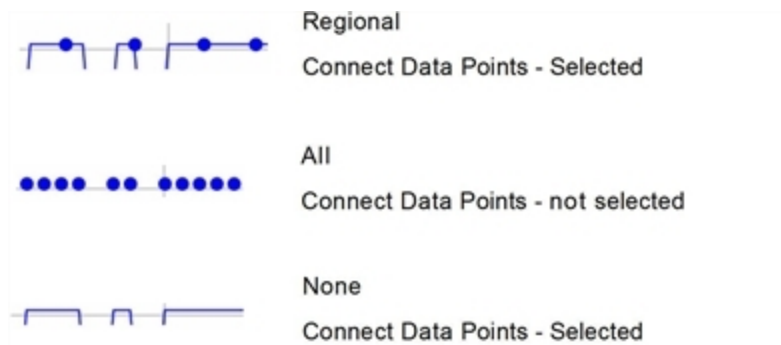 Regional
Connect Data Points - Selected
All
Connect Data Points - not selected
None
Connect Data Points - Selected